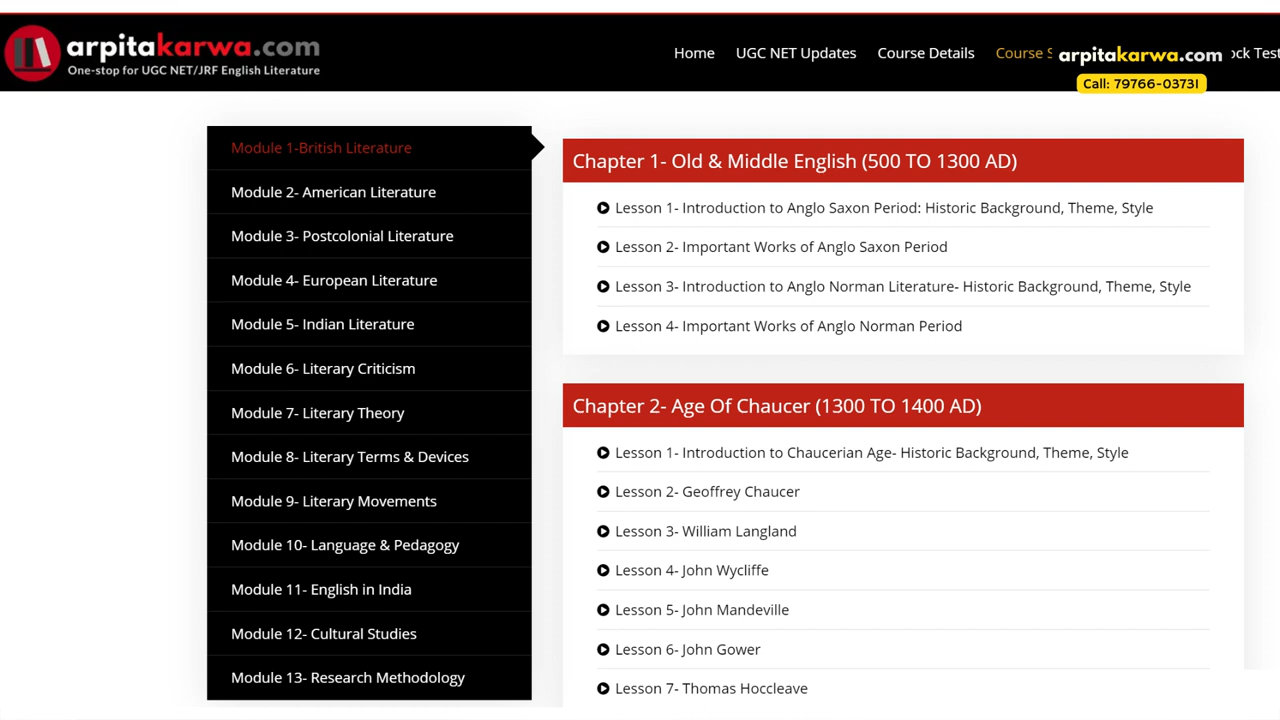 arpitakarwa.com
One-stop for UGC NET/JRF English Literature
Home UGC NET Updates Course Details Course S
arpitakarwa.com
ock Test
Call: 79766-03731
Module 1-British Literature
Module 2- American Literature
Module 3- Postcolonial Literature
Module 4- European Literature
Module 5- Indian Literature
Module 6- Literary Criticism
Module 7- Literary Theory
Module 8- Literary Terms & Devices
Module 9- Literary Movements
Module 10- Language & Pedagogy
Module 11- English in India
Module 12- Cultural Studies
Module 13- Research Methodology
Chapter 1- Old & Middle English (500 TO 1300 AD)
Lesson 1- Introduction to Anglo Saxon Period: Historic Background, Theme, Style
Lesson 2- Important Works of Anglo Saxon Period
Lesson 3- Introduction to Anglo Norman Literature- Historic Background, Theme, Style
Lesson 4- Important Works of Anglo Norman Period
Chapter 2- Age Of Chaucer (1300 TO 1400 AD)
Lesson 1- Introduction to Chaucerian Age- Historic Background, Theme, Style
Lesson 2- Geoffrey Chaucer
Lesson 3- William Langland
Lesson 4- John Wycliffe
Lesson 5- John Mandeville
Lesson 6- John Gower
Lesson 7- Thomas Hoccleave